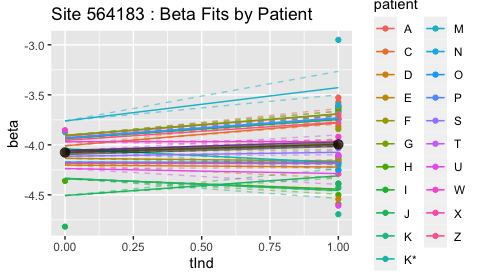 Site 564183 : Beta Fits by Patient
patient
-3.0
-3.5
-4.0
-4.5
beta
0.00
0.25
0.50
0.75
1.00
tInd
A
C
D
E
F
G
H
I
J
K
K*
M
N
O
P
S
T
U
W
X
Z